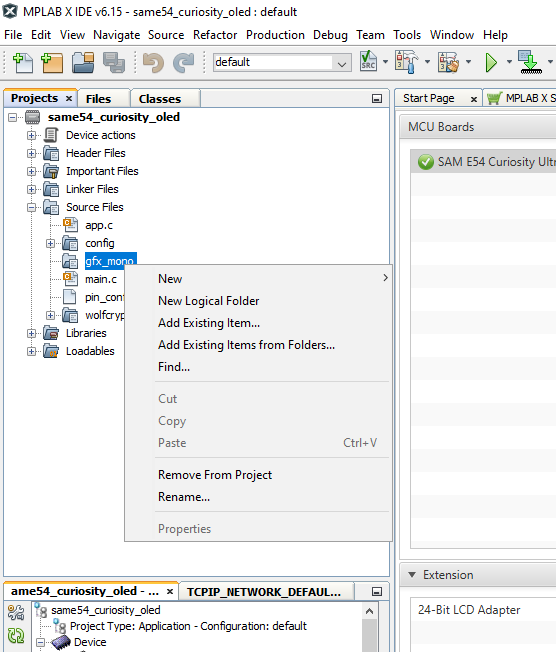 MPLAB X IDE v6.15 - same54_curiosity_oled : default
File Edit View Navigate Source Refactor Production Debug Team Tools Window Help
default
SRC
Projects × Files Classes
Start Page × MPLAB X S
same54_curiosity_oled
MCU Boards
Device actions
Header Files
SAM E54 Curiosity Ultr
Important Files
Linker Files
Source Files
app.c
config
gfx_mono
main.c
pin_conf
wolfcryp
Libraries
Loadables
New >
New Logical Folder
Add Existing Item...
Add Existing Items from Folders...
Find...
Cut
Copy
Paste Ctrl+V
Remove From Project
Rename...
Properties
Extension
ame54_curiosity_oled - ... × TCPIP_NETWORK_DEFAUL...
same54_curiosity_oled
24-Bit LCD Adapter
Project Type: Application - Configuration: default
Device